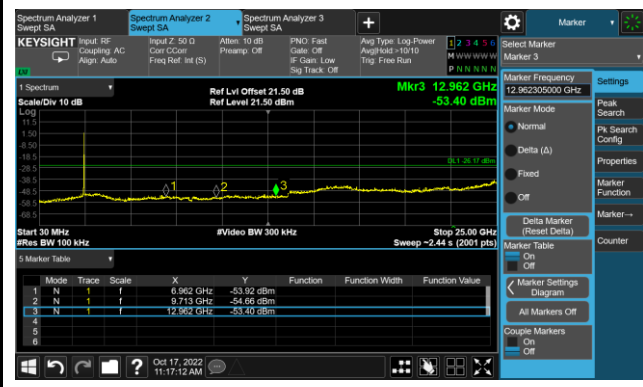 Spectrum Analyzer 1
Swept SA
Spectrum Analyzer 2
Swept SA
Spectrum Analyzer 3
Swept SA
+
Marker
KEYSIGHT
Input: RF
Coupling: AC
Align: Auto
Input Z: 50 Ω
Corr CCorr
Freq Ref: Int (S)
Atten: 10 dB
Preamp: Off
PNO: Fast
Gate: Off
IF Gain: Low
Sig Track: Off
Avg Type: Log-Power
Avg|Hold:>10/10
Trig: Free Run
1 2 3 4 5 6
M W W W W W
P N N N N N
LXI
Select Marker
Marker 3
1 Spectrum
Scale/Div 10 dB
Log
Ref Lvl Offset 21.50 dB
Ref Level 21.50 dBm
Mkr3 12.962 GHz
-53.40 dBm
11.5
1.50
-8.50
-18.5
-28.5
-38.5
-48.5
-58.5
-68.5
DL1 -26.17 dBm
1
2
3
Start 30 MHz
#Res BW 100 kHz
#Video BW 300 kHz
Stop 25.00 GHz
Sweep ~2.44 s (2001 pts)
5 Marker Table
Mode Trace Scale X Y Function Function Width Function Value
1 N 1 f 6.962 GHz -53.92 dBm
2 N 1 f 9.713 GHz -54.66 dBm
3 N 1 f 12.962 GHz -53.40 dBm
4
5
6
?
Oct 17, 2022
11:17:12 AM
Marker Frequency
12.962305000 GHz
Marker Mode
Normal
Delta (Δ)
Fixed
Off
Delta Marker
(Reset Delta)
Marker Table
On
Off
Marker Settings
Diagram
All Markers Off
Couple Markers
On
Off
Settings
Peak
Search
Pk Search
Config
Properties
Marker
Function
Marker→
Counter